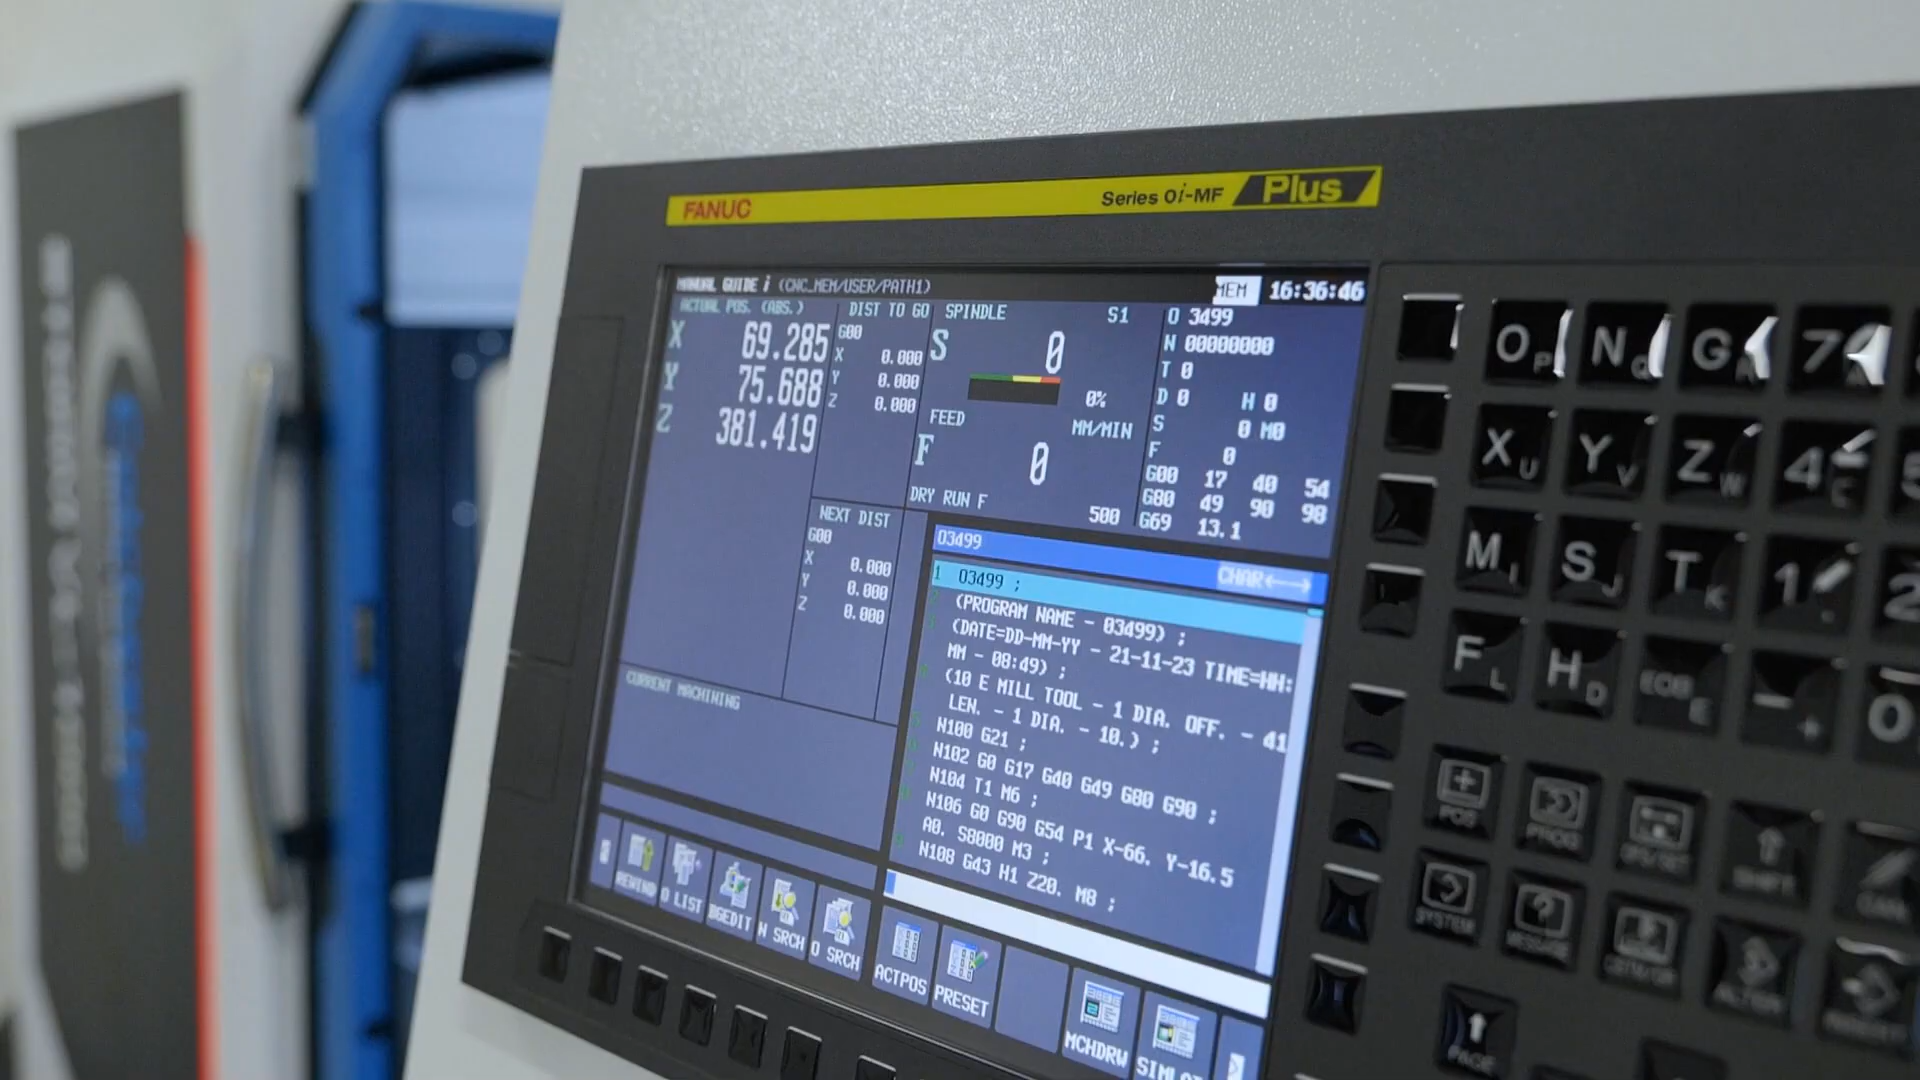 FANUC
Series 0i-MF Plus
MANUAL GUIDE i (CNC_MEM/USER/PATH1)
MEM 16:36:46
ACTUAL POS. (ABS.)
X 69.285
Y 75.688
Z 381.419
DIST TO GO
G00
X 0.000
Y 0.000
Z 0.000
NEXT DIST
G00
X 0.000
Y 0.000
Z 0.000
SPINDLE S1
S 0
0%
FEED MM/MIN
F 0
DRY RUN F 500
O 3499
N 00000000
T 0
D 0 H 0
S 0 M0
F 0
G00 17 40 54
G80 49 90 98
G69 13.1
CURRENT MACHINING
O3499
CHAR
1 O3499 ;
(PROGRAM NAME - 03499) ;
(DATE=DD-MM-YY - 21-11-23 TIME=HH:
MM - 08:49) ;
(10 E MILL TOOL - 1 DIA. OFF. - 41
LEN. - 1 DIA. - 10.) ;
N100 G21 ;
N102 G0 G17 G40 G49 G80 G90 ;
N104 T1 M6 ;
N106 G0 G90 G54 P1 X-66. Y-16.5
A0. S8000 M3 ;
N108 G43 H1 Z20. M8 ;
REWIND
O LIST
BGEDIT
N SRCH
O SRCH
ACTPOS
PRESET
MCHDRW
O P
N Q
G R
7 A
X U
Y V
Z W
4 C
5
M I
S J
T K
1
2
F L
H D
EOB E
- +
0
POS
PROG
SHIFT
SYSTEM
MESSAGE
ALTER
PAGE